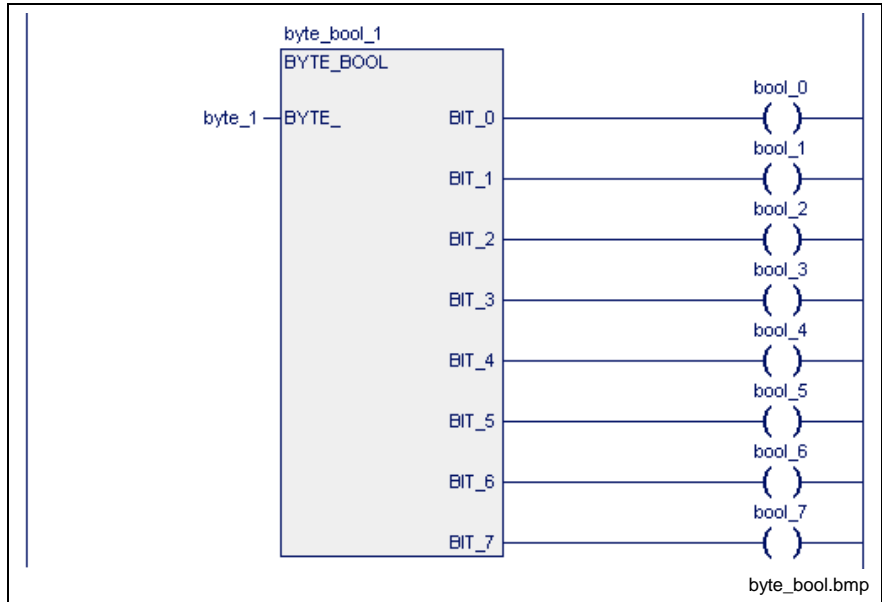 byte_bool_1
BYTE_BOOL
bool_0
byte_1 BYTE_ BIT_0
bool_1
BIT_1
bool_2
BIT_2
bool_3
BIT_3
bool_4
BIT_4
bool_5
BIT_5
bool_6
BIT_6
bool_7
BIT_7
byte_bool.bmp